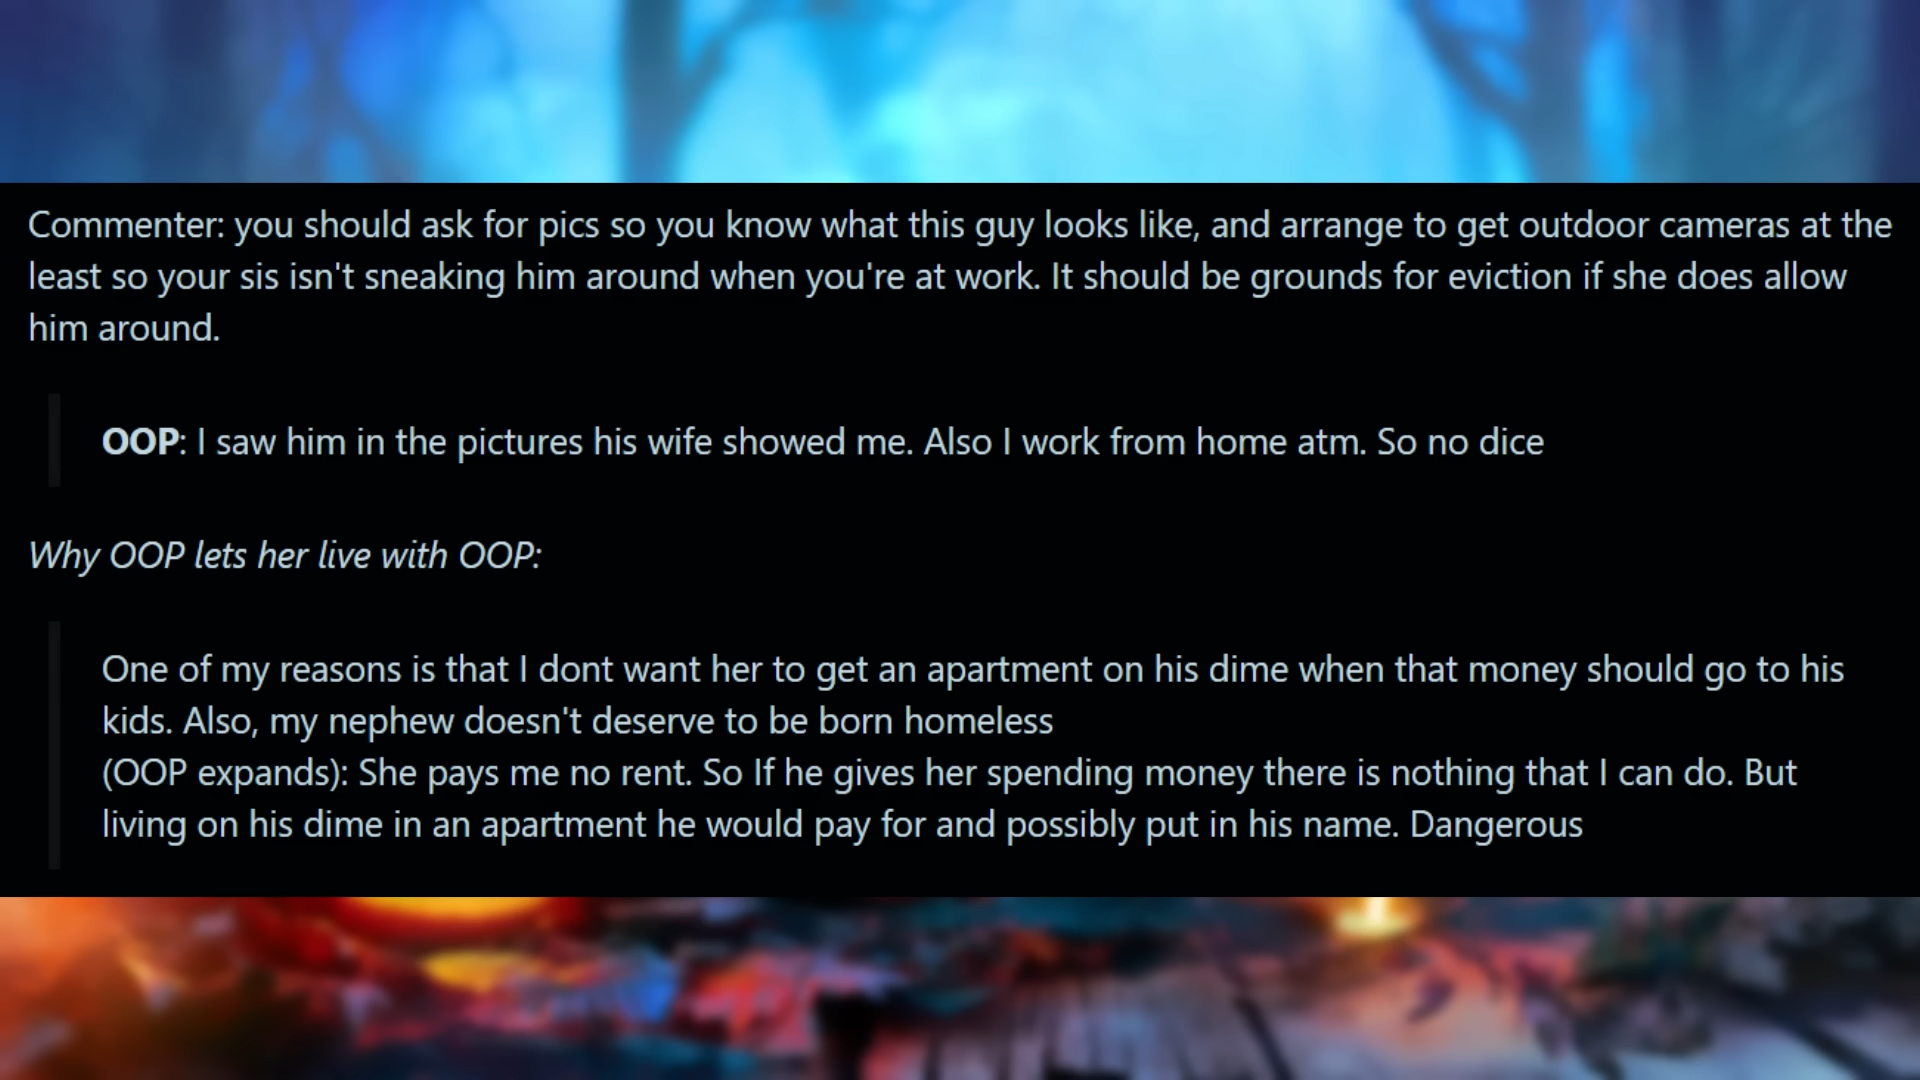 Commenter: you should ask for pics so you know what this guy looks like, and arrange to get outdoor cameras at the
least so your sis isn't sneaking him around when you're at work. It should be grounds for eviction if she does allow
him around.
OOP: I saw him in the pictures his wife showed me. Also I work from home atm. So no dice
Why OOP lets her live with OOP:
One of my reasons is that I dont want her to get an apartment on his dime when that money should go to his
kids. Also, my nephew doesn't deserve to be born homeless
(OOP expands): She pays me no rent. So If he gives her spending money there is nothing that I can do. But
living on his dime in an apartment he would pay for and possibly put in his name. Dangerous